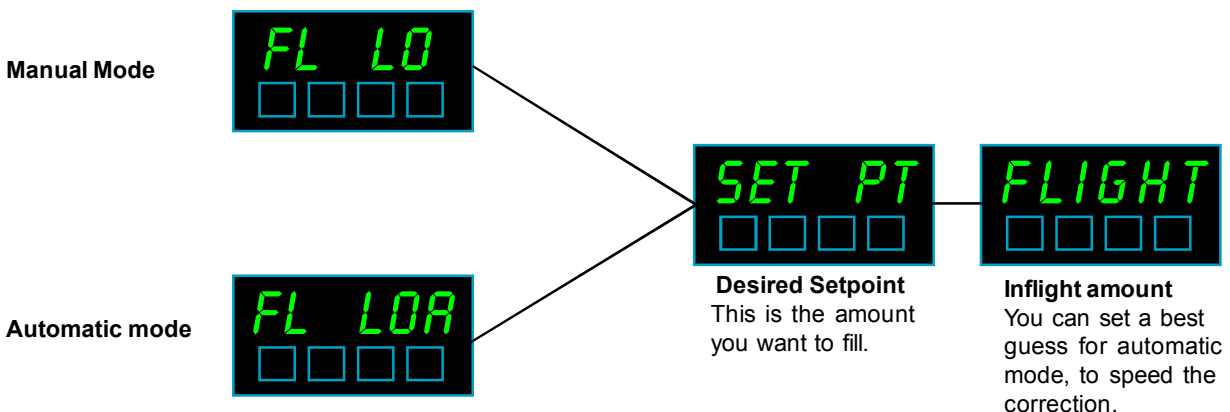 Manual Mode
FL LO
Automatic mode
FL LOA
SET PT
Desired Setpoint
This is the amount
you want to fill.
FLIGHT
Inflight amount
You can set a best
guess for automatic
mode, to speed the
correction.